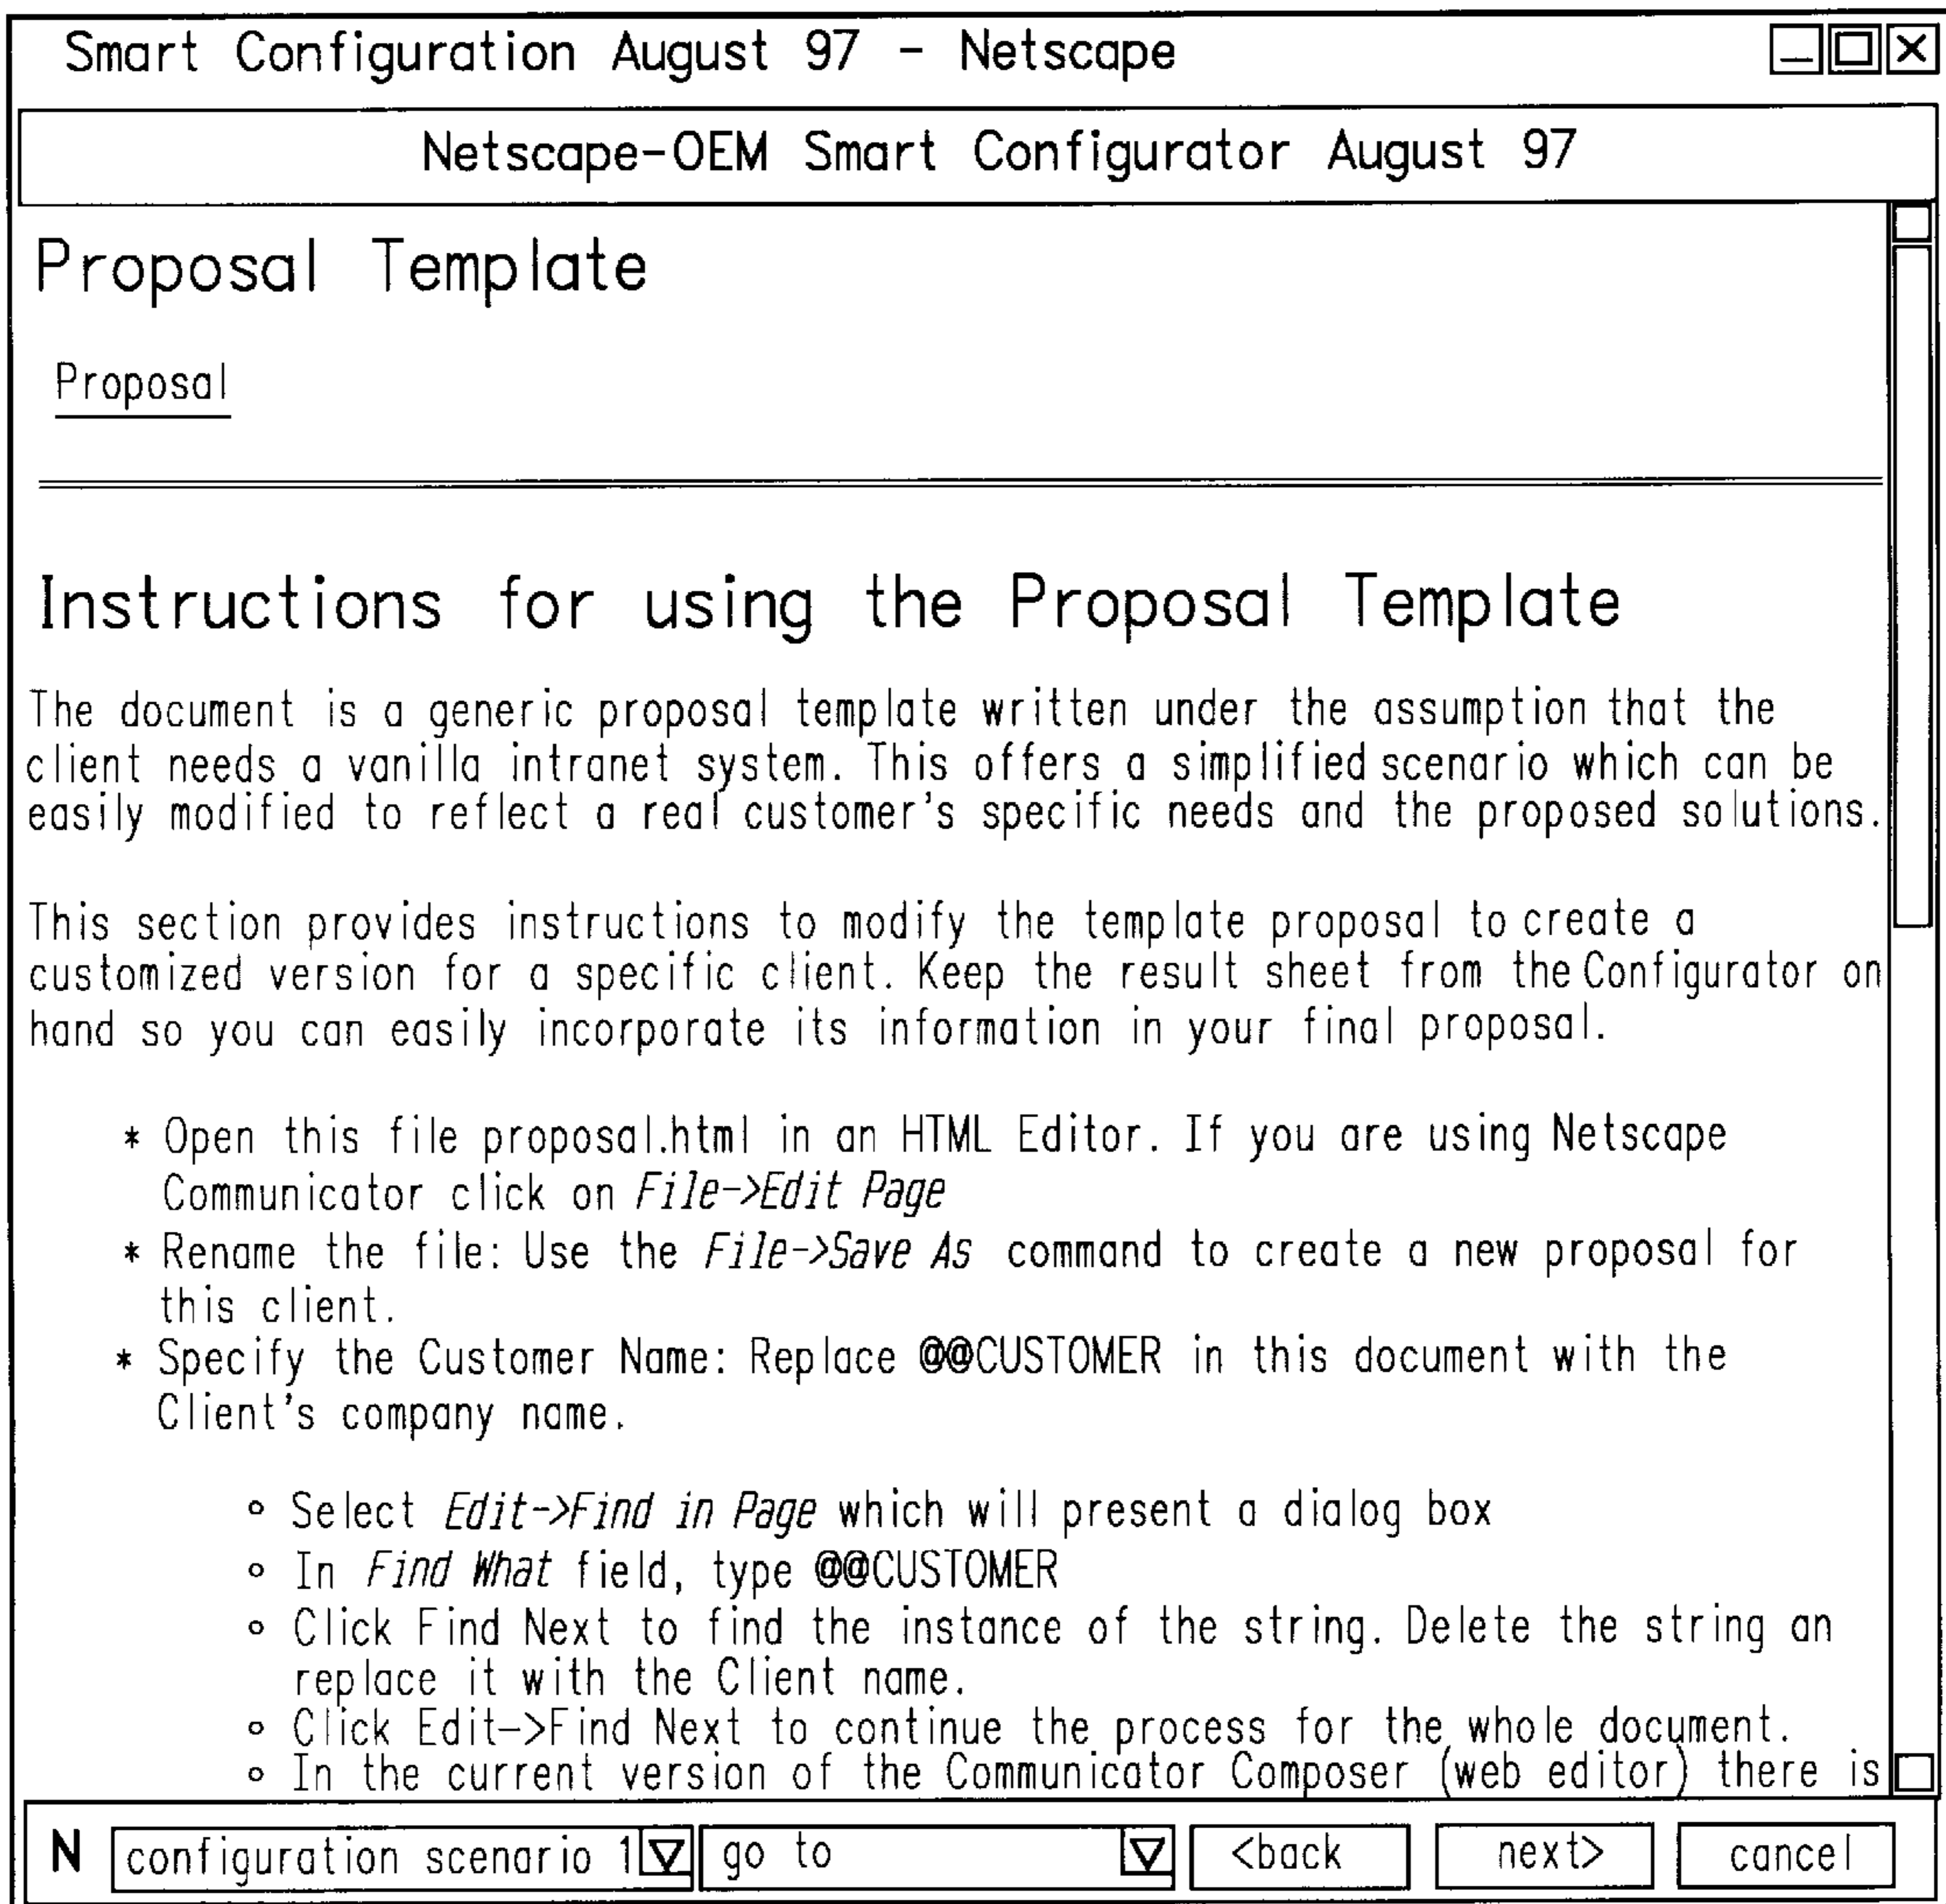 Smart Configuration August 97 - Netscape
Netscape-OEM Smart Configurator August 97
Proposal Template
Proposal
Instructions for using the Proposal Template
The document is a generic proposal template written under the assumption that the
client needs a vanilla intranet system. This offers a simplified scenario which can be
easily modified to reflect a real customer's specific needs and the proposed solutions.
This section provides instructions to modify the template proposal to create a
customized version for a specific client. Keep the result sheet from the Configurator on
hand so you can easily incorporate its information in your final proposal.
* Open this file proposal.html in an HTML Editor. If you are using Netscape
Communicator click on File->Edit Page
* Rename the file: Use the File->Save As command to create a new proposal for
this client.
* Specify the Customer Name: Replace @@CUSTOMER in this document with the
Client's company name.
° Select Edit->Find in Page which will present a dialog box
° In Find What field, type @@CUSTOMER
° Click Find Next to find the instance of the string. Delete the string an
replace it with the Client name.
° Click Edit->Find Next to continue the process for the whole document.
° In the current version of the Communicator Composer (web editor) there is
N configuration scenario 1 go to <back next> cancel